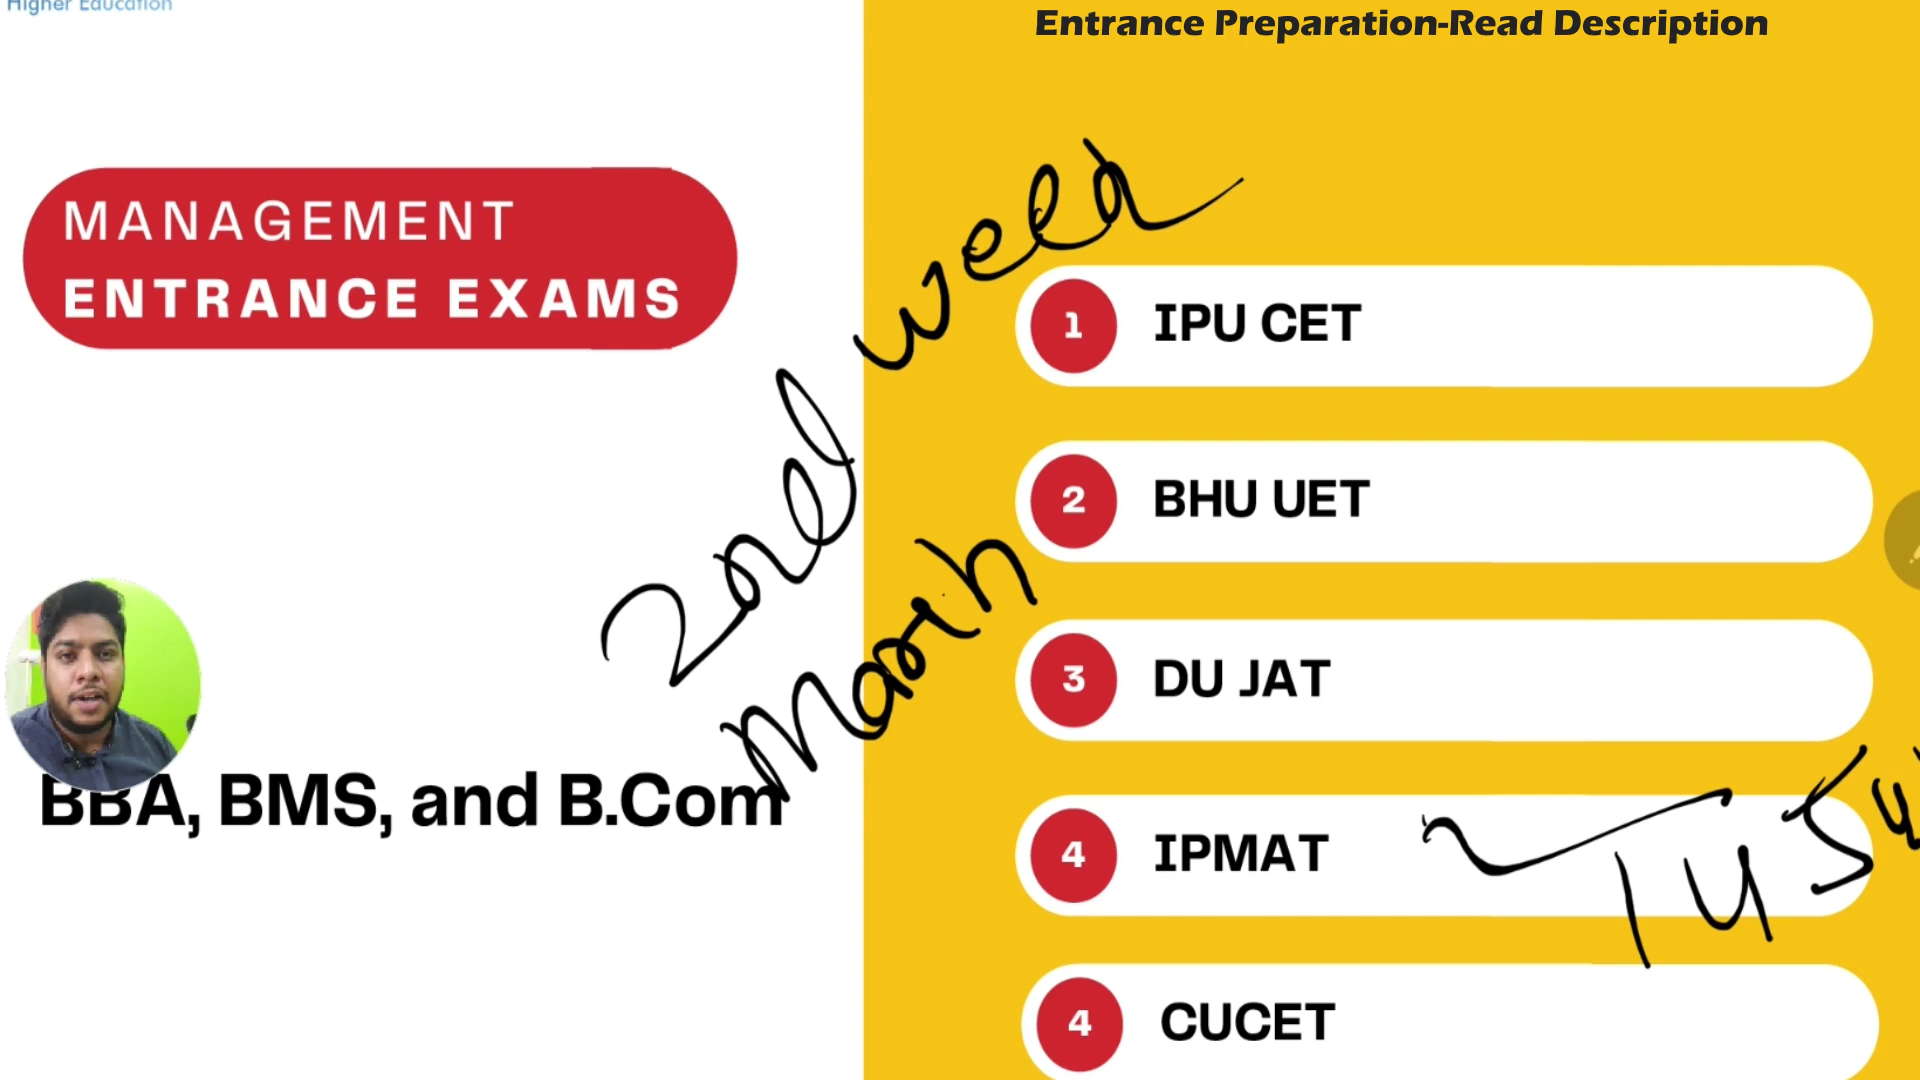 Higher Education
Entrance Preparation-Read Description
MANAGEMENT
ENTRANCE EXAMS
BBA, BMS, and B.Com
2nd week
March
1 IPU CET
2 BHU UET
3 DU JAT
4 IPMAT
4 CUCET